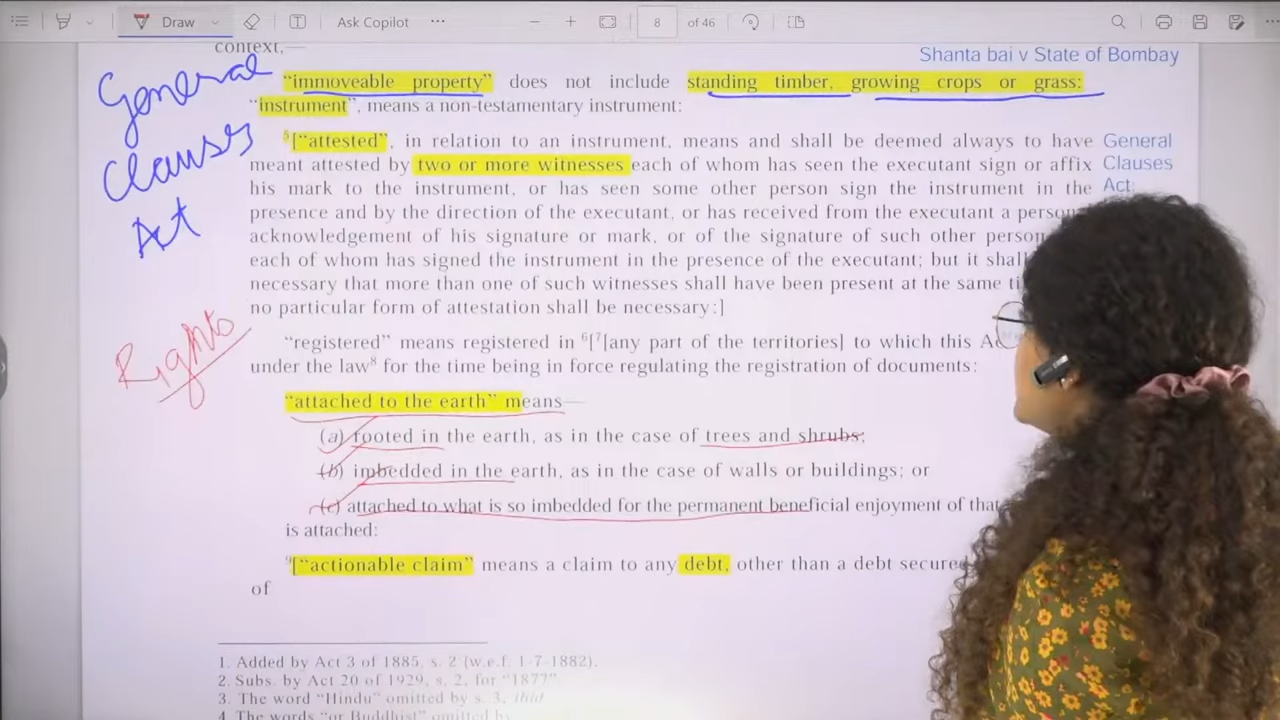 Draw
Ask Copilot
8 of 46
context,—
Shanta bai v State of Bombay
General
Clauses
Act
“immoveable property” does not include standing timber, growing crops or grass:
“instrument”, means a non-testamentary instrument:
5[“attested”, in relation to an instrument, means and shall be deemed always to have
meant attested by two or more witnesses each of whom has seen the executant sign or affix
his mark to the instrument, or has seen some other person sign the instrument in the
presence and by the direction of the executant, or has received from the executant a
acknowledgement of his signature or mark, or of the signature of such other
each of whom has signed the instrument in the presence of the executant; but it
necessary that more than one of such witnesses shall have been present at the same
no particular form of attestation shall be necessary:]
General
Clauses
Act:
Rights
“registered” means registered in 6[7[any part of the territories] to which this
under the law8 for the time being in force regulating the registration of documents:
“attached to the earth” means—
(a) rooted in the earth, as in the case of trees and shrubs;
(b) imbedded in the earth, as in the case of walls or buildings; or
(c) attached to what is so imbedded for the permanent beneficial enjoyment of that
is attached:
9[“actionable claim” means a claim to any debt, other than a debt
of
1. Added by Act 3 of 1885, s. 2 (w.e.f. 1-7-1882).
2. Subs. by Act 20 of 1929, s. 2, for “1877”.
3. The word “Hindu” omitted by s. 3, ibid
4. The words “or Buddhist” omitted by